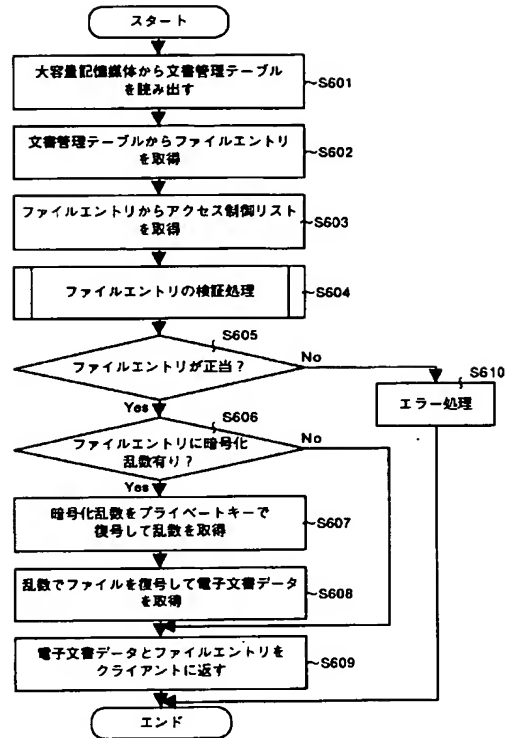 スタート
大容量記憶媒体から文書管理テーブル
を読み出す
S601
文書管理テーブルからファイルエントリ
を取得
S602
ファイルエントリからアクセス制御リスト
を取得
S603
ファイルエントリの検証処理
S604
S605
ファイルエントリが正当？
No
S610
エラー処理
Yes
S606
ファイルエントリに暗号化
乱数有り？
No
Yes
暗号化乱数をプライベートキーで
復号して乱数を取得
S607
乱数でファイルを復号して電子文書データ
を取得
S608
電子文書データとファイルエントリを
クライアントに返す
S609
エンド